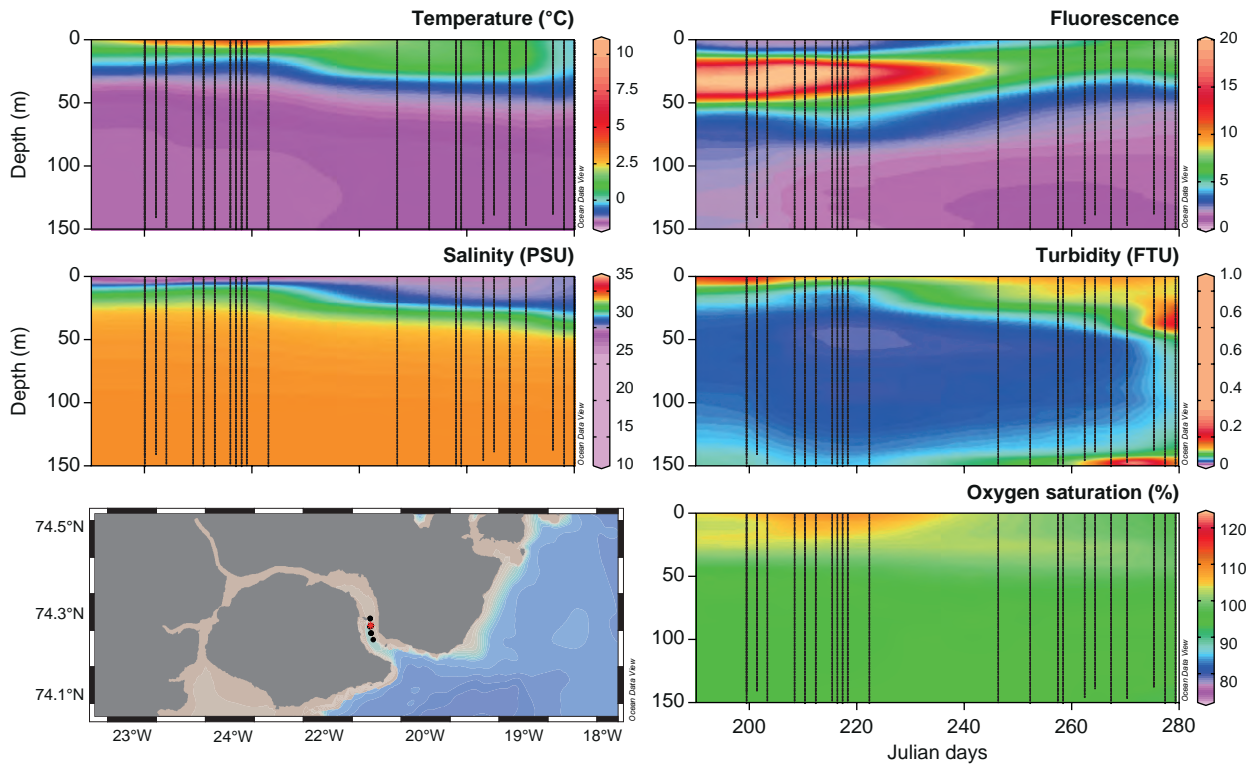 Temperature (°C)
0
50
100
150
Depth (m)
10
7.5
5
2.5
0
-2
Ocean Data View
Fluorescence
0
50
100
150
20
15
10
5
0
Ocean Data View
Salinity (PSU)
0
50
100
150
Depth (m)
35
30
25
20
15
10
Ocean Data View
Turbidity (FTU)
0
50
100
150
1.0
0.6
0.8
0.4
0.2
0
Ocean Data View
74.5°N
74.3°N
74.1°N
23°W
24°W
22°W
20°W
19°W
18°W
Ocean Data View
Oxygen saturation (%)
0
50
100
150
120
110
100
90
80
Ocean Data View
200
220
240
260
280
Julian days